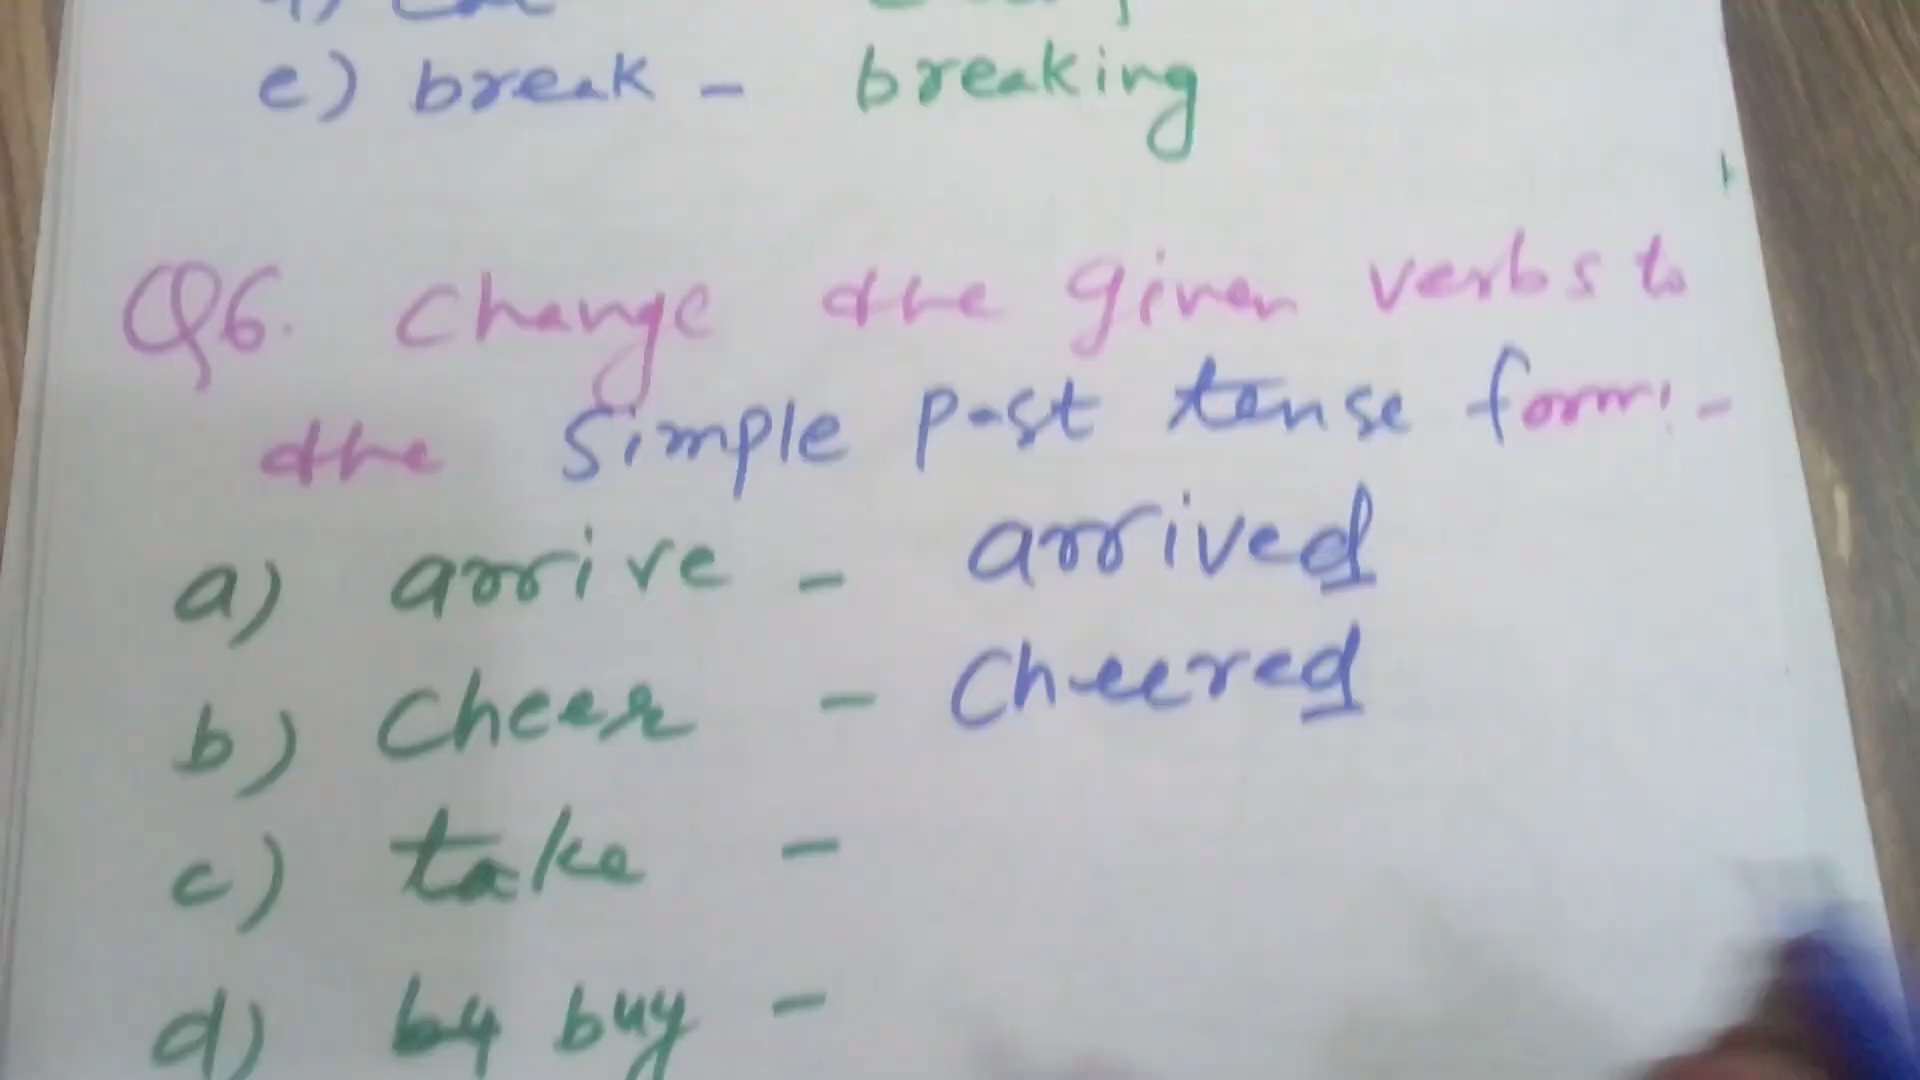 e) break - breaking
Q6. Change the given verbs to
the Simple past tense form:-
a) arrive - arrived
b) Cheer - Cheered
c) take -
d) by buy -